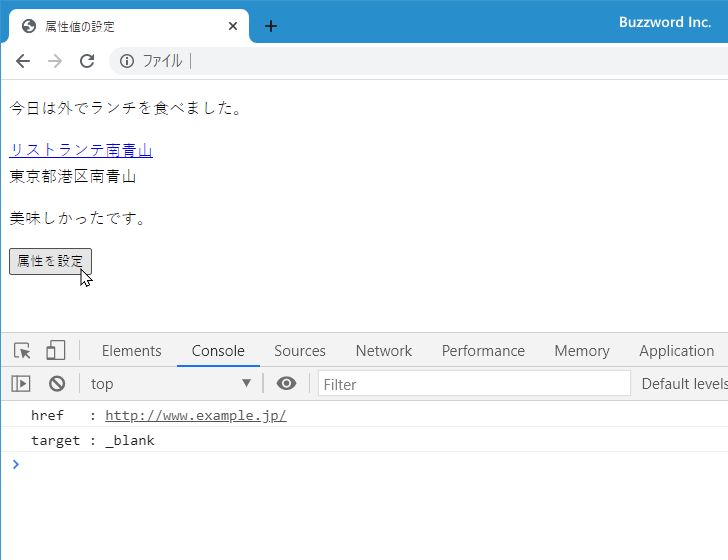 属性値の設定
Buzzword Inc.
ファイル
今日は外でランチを食べました。
リストランテ南青山
東京都港区南青山
美味しかったです。
属性を設定
Elements Console Sources Network Performance Memory Application
top Filter Default levels
href : http://www.example.jp/
target : _blank